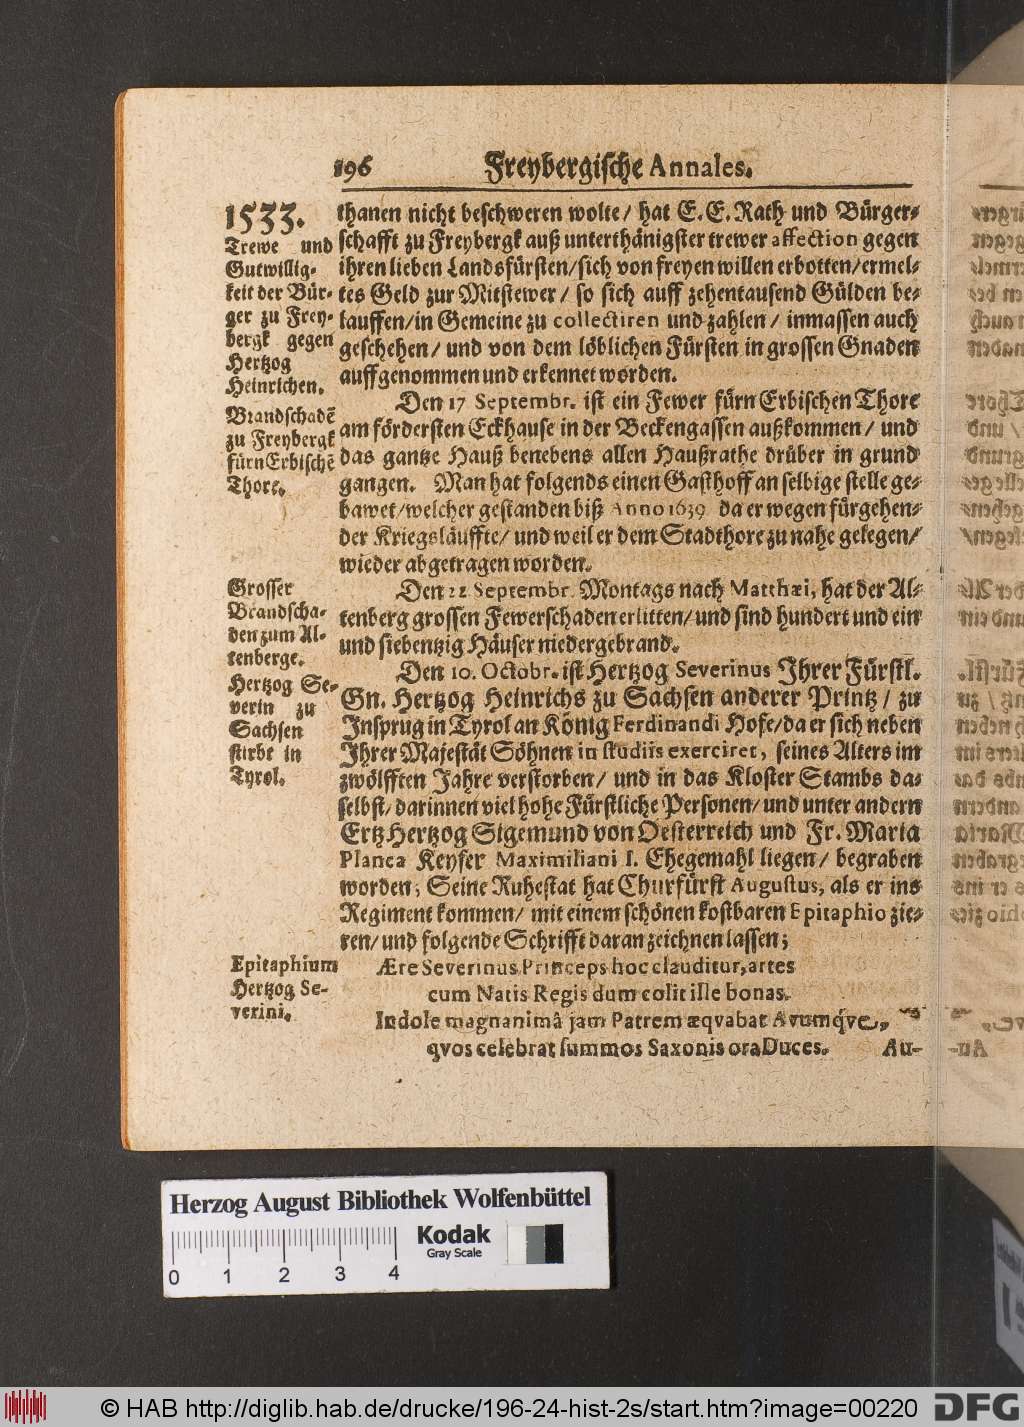 196 Freybergische Annales.
1533.
Trewe und
Gutwillig-
keit der Bür-
ger zu Frey-
bergk gegen
Hertzog
Heinrichen.
Brandschadẽ
zu Freybergk
fürn Erbischẽ
Thore.
Grosser
Brandscha-
den zum Al-
tenberge.
Hertzog Se-
verin zu
Sachsen
stirbt in
Tyrol.
Epitaphium
Hertzog Se-
verini.
thanen nicht beschweren wolte/ hat E. E. Rath und Bürger-
schafft zu Freybergk auß unterthänigster trewer affection gegen
ihren lieben Landsfürsten/ sich von freyen willen erbotten/ ermel-
tes Geld zur Mitstewer/ so sich auff zehentausend Gülden be-
lauffen/ in Gemeine zu collectiren und zahlen/ inmassen auch
geschehen/ und von dem löblichen Fürsten in grossen Gnaden
auffgenommen und erkennet worden.
Den 17 Septembr. ist ein Fewer fürn Erbischen Thore
am fördersten Eckhause in der Beckengassen außkommen/ und
das gantze Hauß benebens allen Haußrathe drüber in grund
gangen. Man hat folgends einen Gasthoff an selbige stelle ge-
bawet/ welcher gestanden biß Anno 1639 da er wegen fürgehen-
der Kriegsläuffte/ und weil er dem Stadthore zu nahe gelegen/
wieder abgetragen worden.
Den 22 Septembr. Montags nach Matthæi, hat der Al-
tenberg grossen Fewerschaden erlitten/ und sind hundert und ein
und siebentzig Häuser niedergebrand.
Den 10. Octobr. ist Hertzog Severinus Ihrer Fürstl.
Gn. Hertzog Heinrichs zu Sachsen anderer Printz/ zu
Insprug in Tyrol an König Ferdinandi Hofe/ da er sich neben
Ihrer Majestät Söhnen in studiis exerciret, seines Alters im
zwölfften Jahre verstorben/ und in das Kloster Stambs da-
selbst/ darinnen viel hohe Fürstliche Personen/ und unter andern
ErtzHertzog Sigemund von Oesterreich und Fr. Maria
Planca Keyser Maximiliani I. Ehegemahl liegen/ begraben
worden; Seine Ruhestat hat Churfürst Augustus, als er ins
Regiment kommen/ mit einem schönen kostbaren Epitaphio zie-
ren/ und folgende Schrifft daran zeichnen lassen;
Ære Severinus Princeps hoc clauditur, artes
cum Natis Regis dum colit ille bonas.
Indole magnanimâ jam Patrem æqvabat Avumq́ve,
qvos celebrat summos Saxonis ora Duces. Au-
Herzog August Bibliothek Wolfenbüttel
Kodak
Gray Scale
0 1 2 3 4
© HAB http://diglib.hab.de/drucke/196-24-hist-2s/start.htm?image=00220
DFG